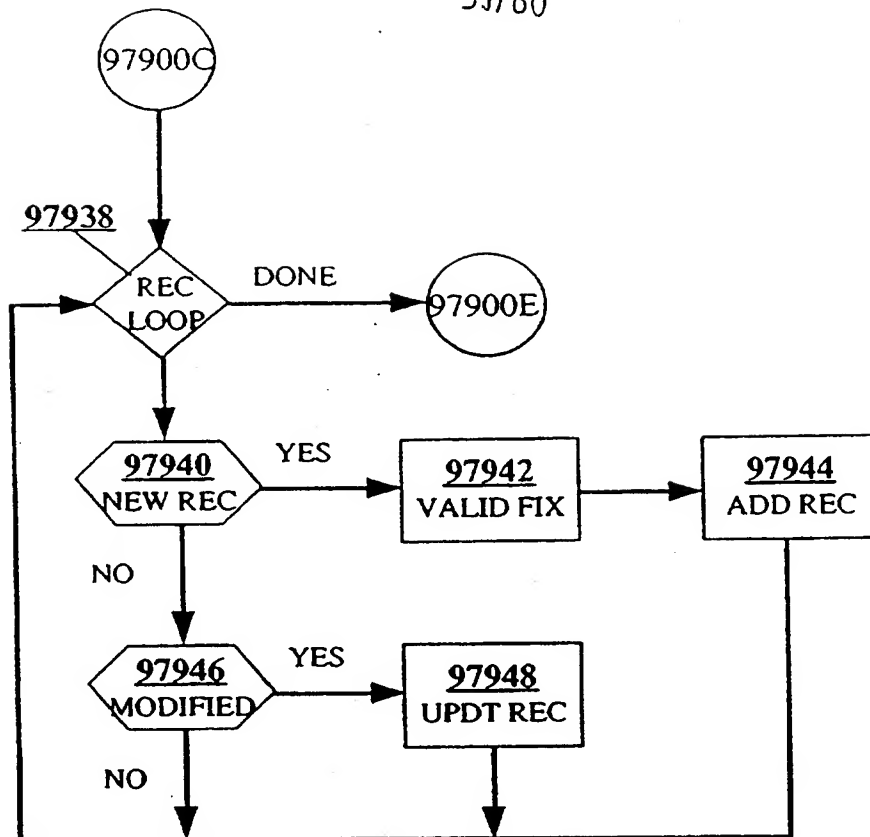 97900C
97938
REC
LOOP
DONE
97900E
97940
NEW REC
YES
97942
VALID FIX
97944
ADD REC
NO
97946
MODIFIED
YES
97948
UPDT REC
NO